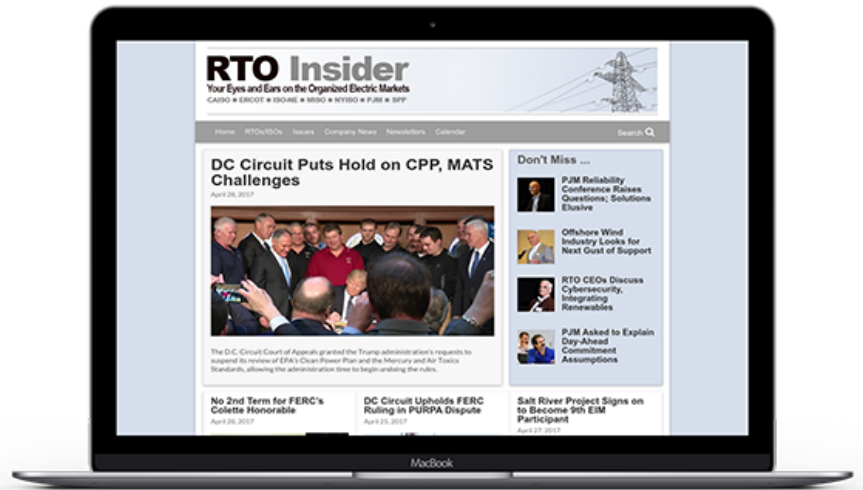 RTO Insider
Your Eyes and Ears on the Organized Electric Markets
CAISO ■ ERCOT ■ ISO-NE ■ MISO ■ NYISO ■ PJM ■ SPP
Home RTOs/ISOs Issues Company News Newsletters Calendar
Search
DC Circuit Puts Hold on CPP, MATS
Challenges
April 28, 2017
The D.C. Circuit Court of Appeals granted the Trump administration's requests to
suspend its review of EPA's Clean Power Plan and the Mercury and Air Toxics
Standards, allowing the administration time to begin undoing the rules.
Don't Miss ...
PJM Reliability
Conference Raises
Questions; Solutions
Elusive
Offshore Wind
Industry Looks for
Next Gust of Support
RTO CEOs Discuss
Cybersecurity,
Integrating
Renewables
PJM Asked to Explain
Day-Ahead
Commitment
Assumptions
No 2nd Term for FERC's
Colette Honorable
April 28, 2017
DC Circuit Upholds FERC
Ruling in PURPA Dispute
April 25, 2017
Salt River Project Signs on
to Become 9th EIM
Participant
April 27, 2017
MacBook